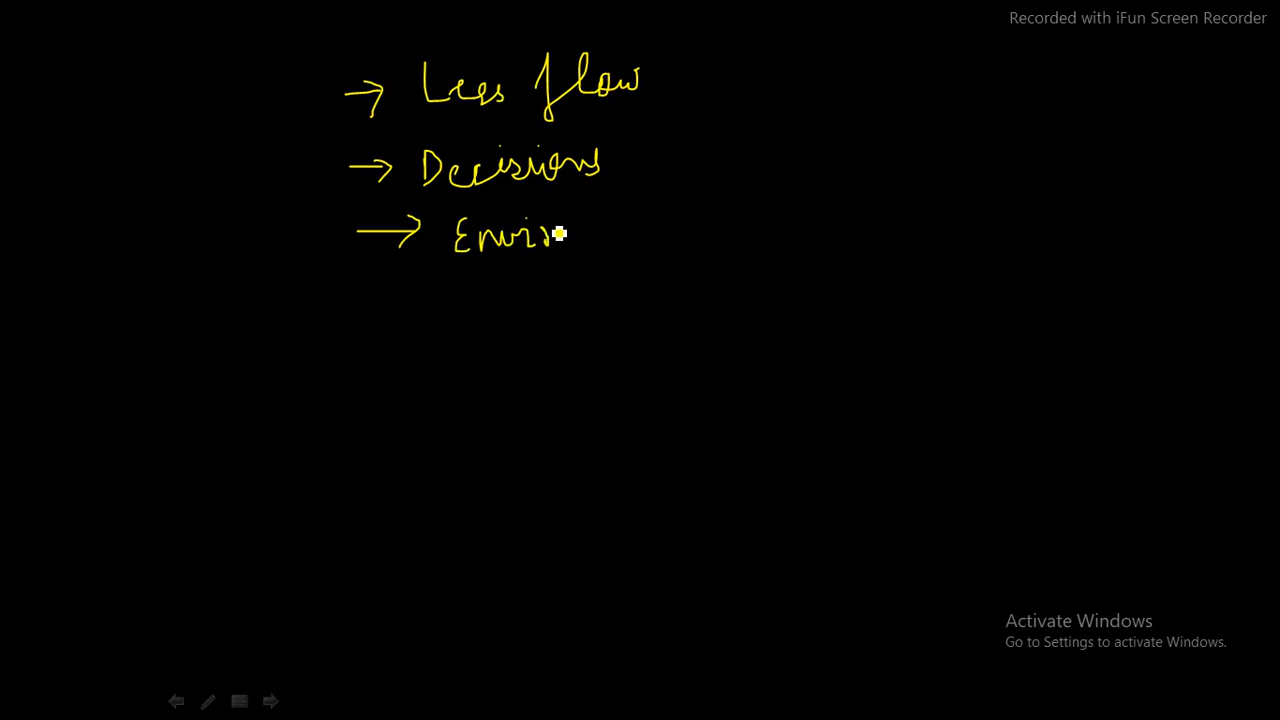 Recorded with iFun Screen Recorder
→ Less flow
→ Decisions
→ Envir
Activate Windows
Go to Settings to activate Windows.